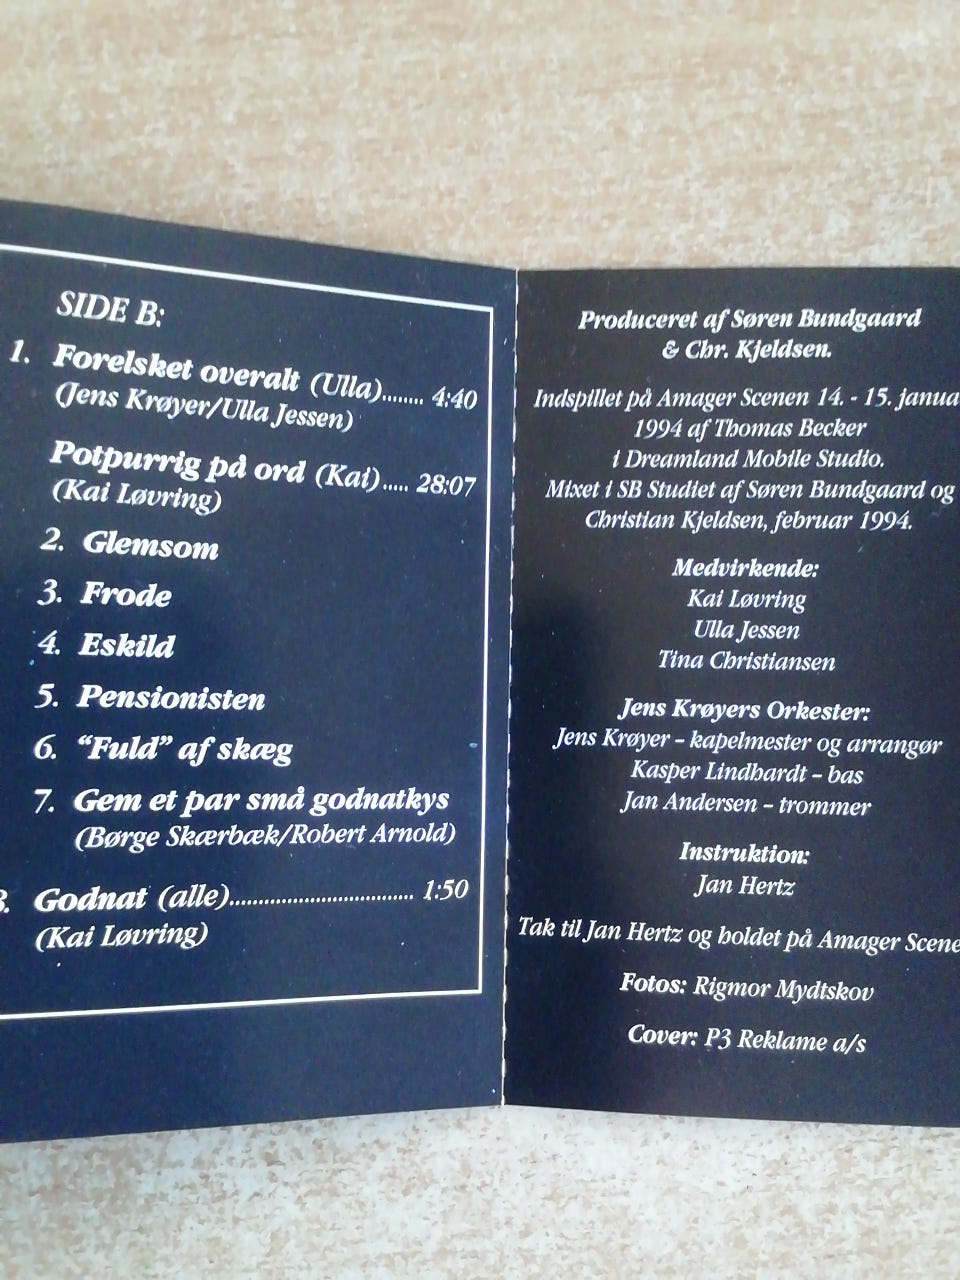 SIDE B:
1. Forelsket overalt (Ulla)........ 4:40
(Jens Krøyer/Ulla Jessen)
Potpurrig på ord (Kai)..... 28:07
(Kai Løvring)
2. Glemsom
3. Frode
4. Eskild
5. Pensionisten
6. “Fuld” af skæg
7. Gem et par små godnatkys
(Børge Skærbæk/Robert Arnold)
8. Godnat (alle)................................ 1:50
(Kai Løvring)
Produceret af Søren Bundgaard
& Chr. Kjeldsen.
Indspillet på Amager Scenen 14. - 15. janua
1994 af Thomas Becker
i Dreamland Mobile Studio.
Mixet i SB Studiet af Søren Bundgaard og
Christian Kjeldsen, februar 1994.
Medvirkende:
Kai Løvring
Ulla Jessen
Tina Christiansen
Jens Krøyers Orkester:
Jens Krøyer – kapelmester og arrangør
Kasper Lindhardt – bas
Jan Andersen – trommer
Instruktion:
Jan Hertz
Tak til Jan Hertz og holdet på Amager Scene
Fotos: Rigmor Mydtskov
Cover: P3 Reklame a/s